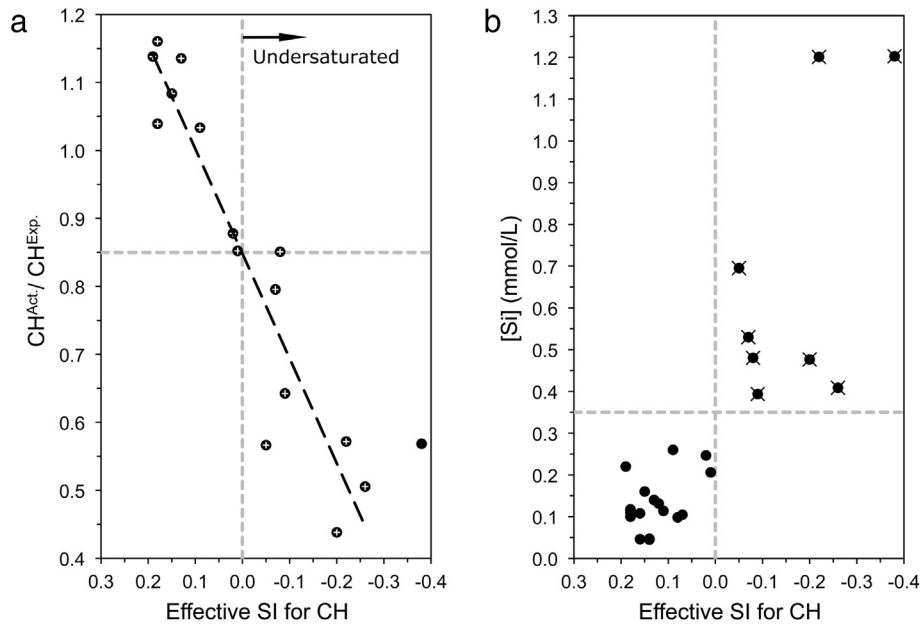 a
1.2
1.1
1.0
0.9
0.8
0.7
0.6
0.5
0.4
CH^Act./ CH^Exp.
Undersaturated
0.3 0.2 0.1 0.0 -0.1 -0.2 -0.3 -0.4
Effective SI for CH
b
1.3
1.2
1.1
1.0
0.9
0.8
0.7
0.6
0.5
0.4
0.3
0.2
0.1
0.0
[Si] (mmol/L)
0.3 0.2 0.1 0.0 -0.1 -0.2 -0.3 -0.4
Effective SI for CH